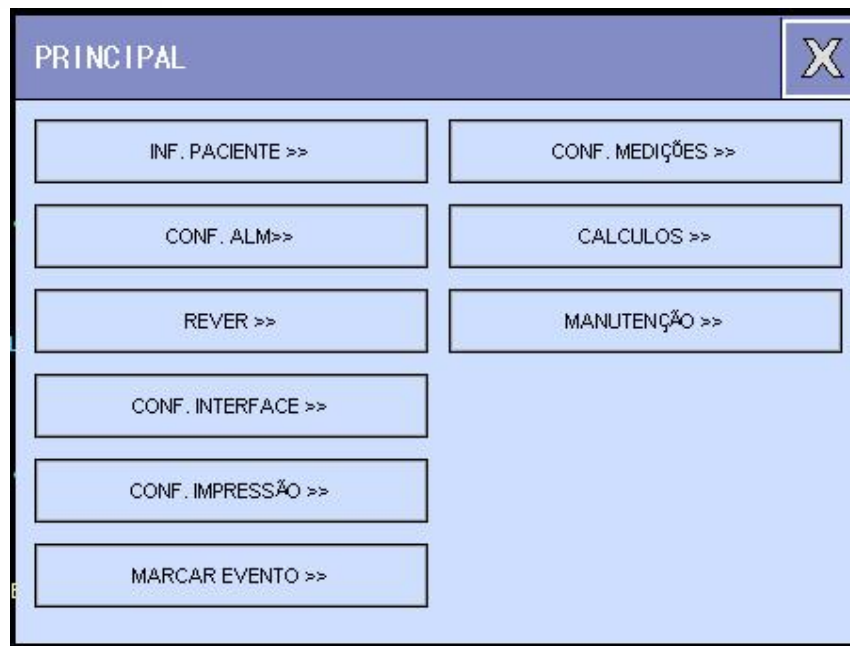 PRINCIPAL
X
INF. PACIENTE >>
CONF. ALM>>
REVER >>
CONF. INTERFACE >>
CONF. IMPRESSÃO >>
MARCAR EVENTO >>
CONF. MEDIÇÕES >>
CALCULOS >>
MANUTENÇÃO >>